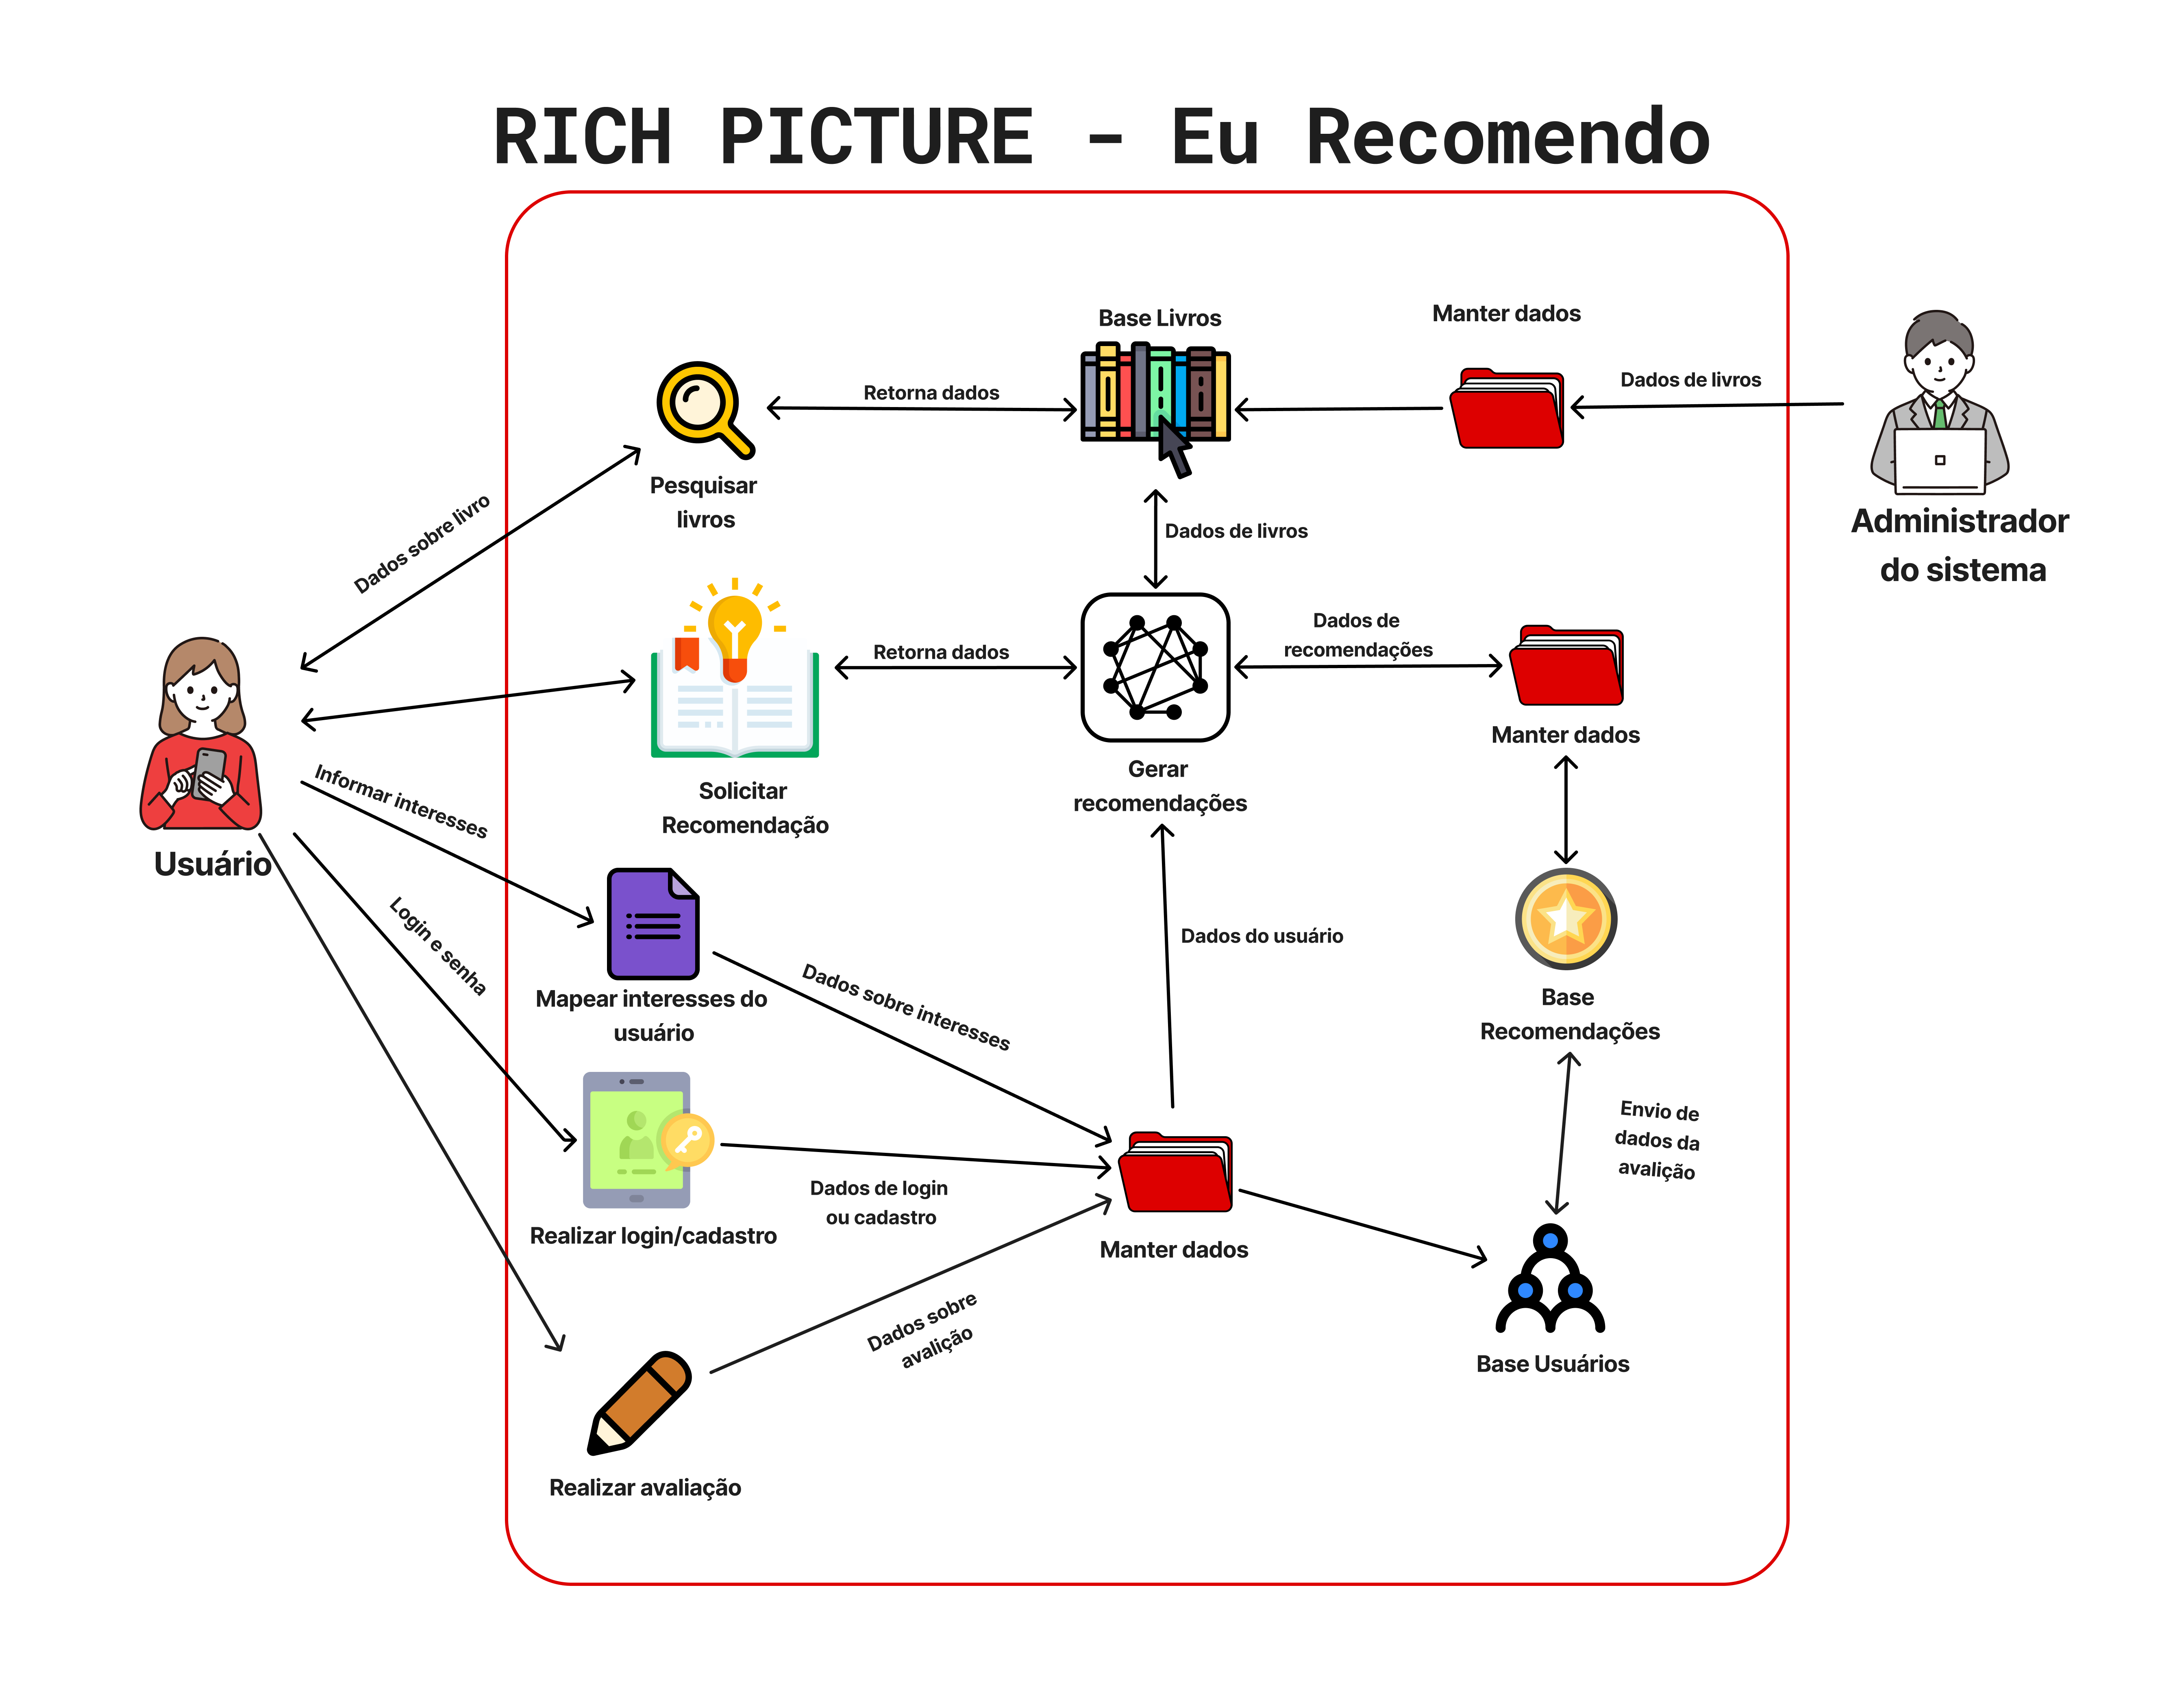 RICH PICTURE - Eu Recomendo
Base Livros
Manter dados
Retorna dados
Dados de livros
Pesquisar
livros
Dados sobre livro
Dados de livros
Administrador
do sistema
Retorna dados
Dados de
recomendações
Manter dados
Solicitar
Recomendação
Gerar
recomendações
Informar interesses
Usuário
Login e senha
Dados do usuário
Mapear interesses do
usuário
Dados sobre interesses
Base
Recomendações
Envio de
dados da
avalição
Dados de login
ou cadastro
Realizar login/cadastro
Manter dados
Dados sobre
avalição
Base Usuários
Realizar avaliação